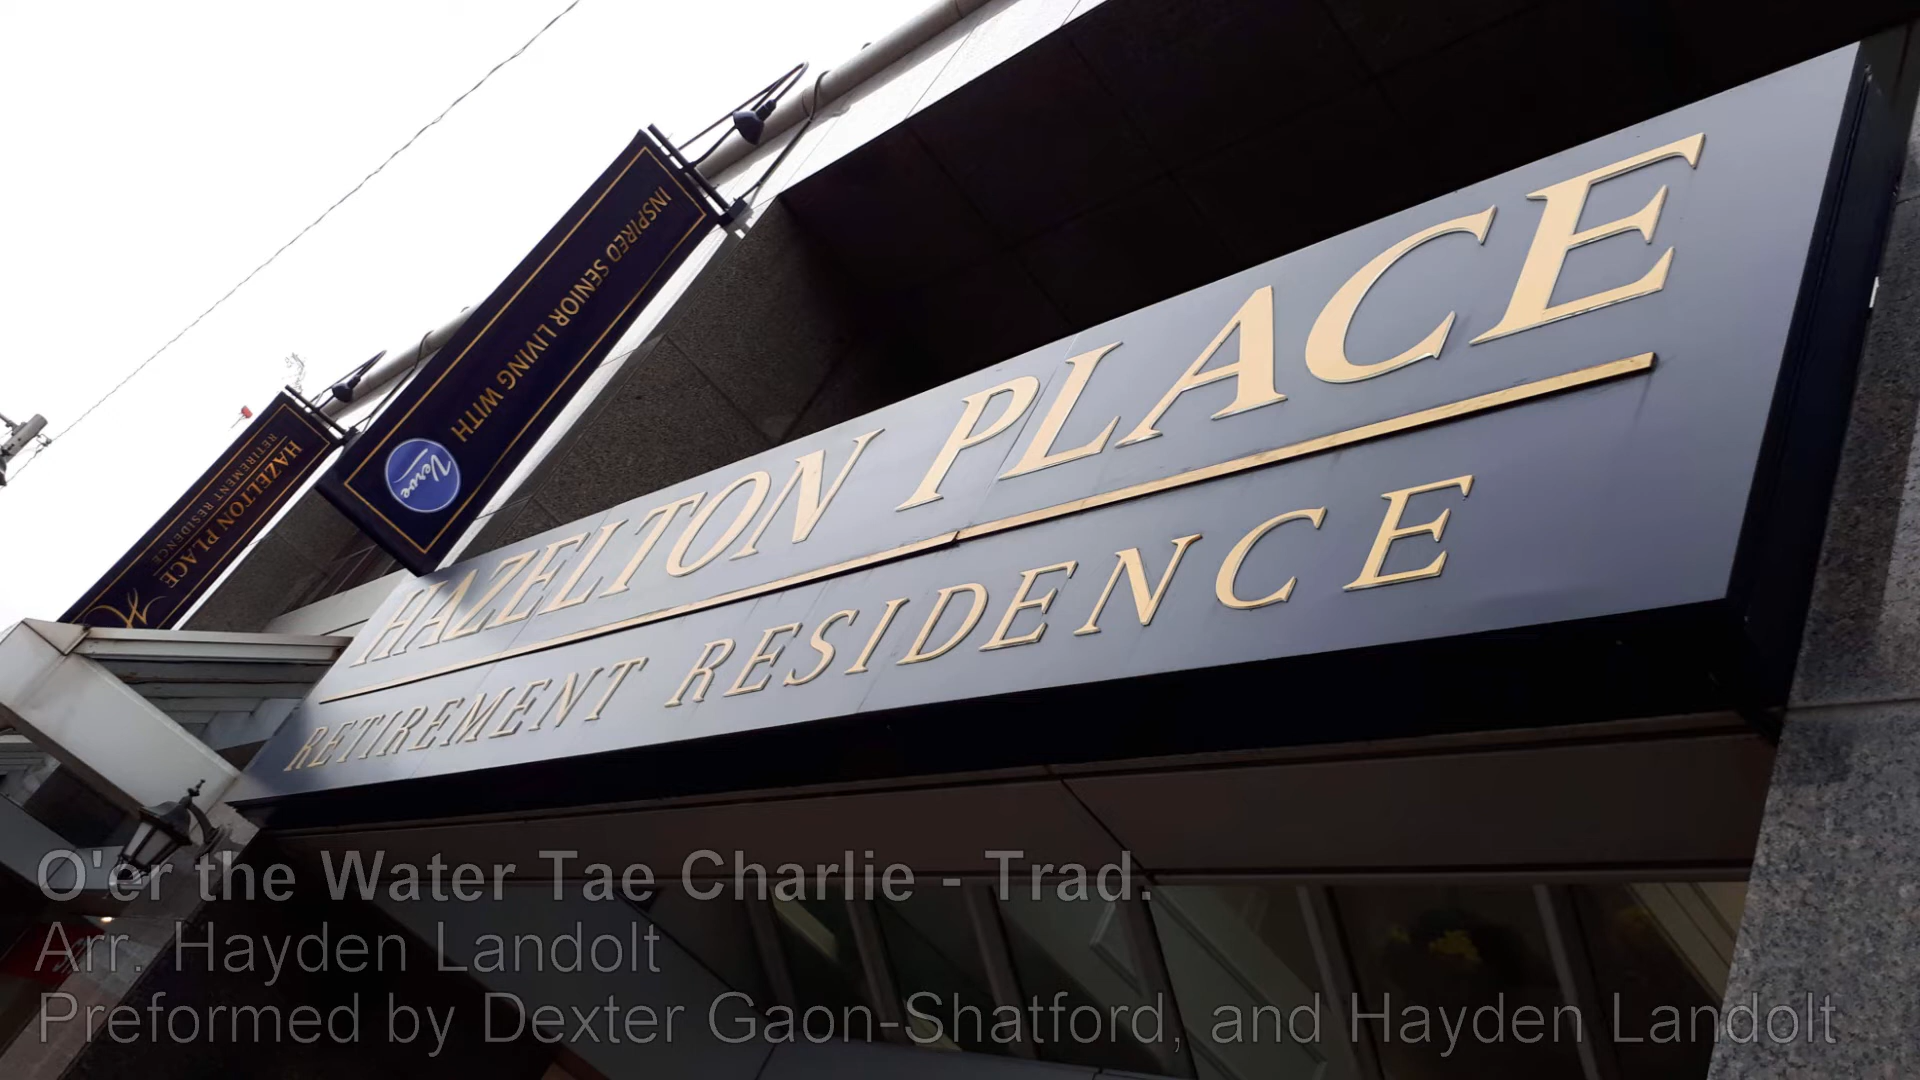 INSPIRED SENIOR LIVING WITH
Verve
HAZELTON PLACE
RETIREMENT RESIDENCE
HAZELTON PLACE
RETIREMENT RESIDENCE
O'er the Water Tae Charlie - Trad.
Arr. Hayden Landolt
Preformed by Dexter Gaon-Shatford, and Hayden Landolt